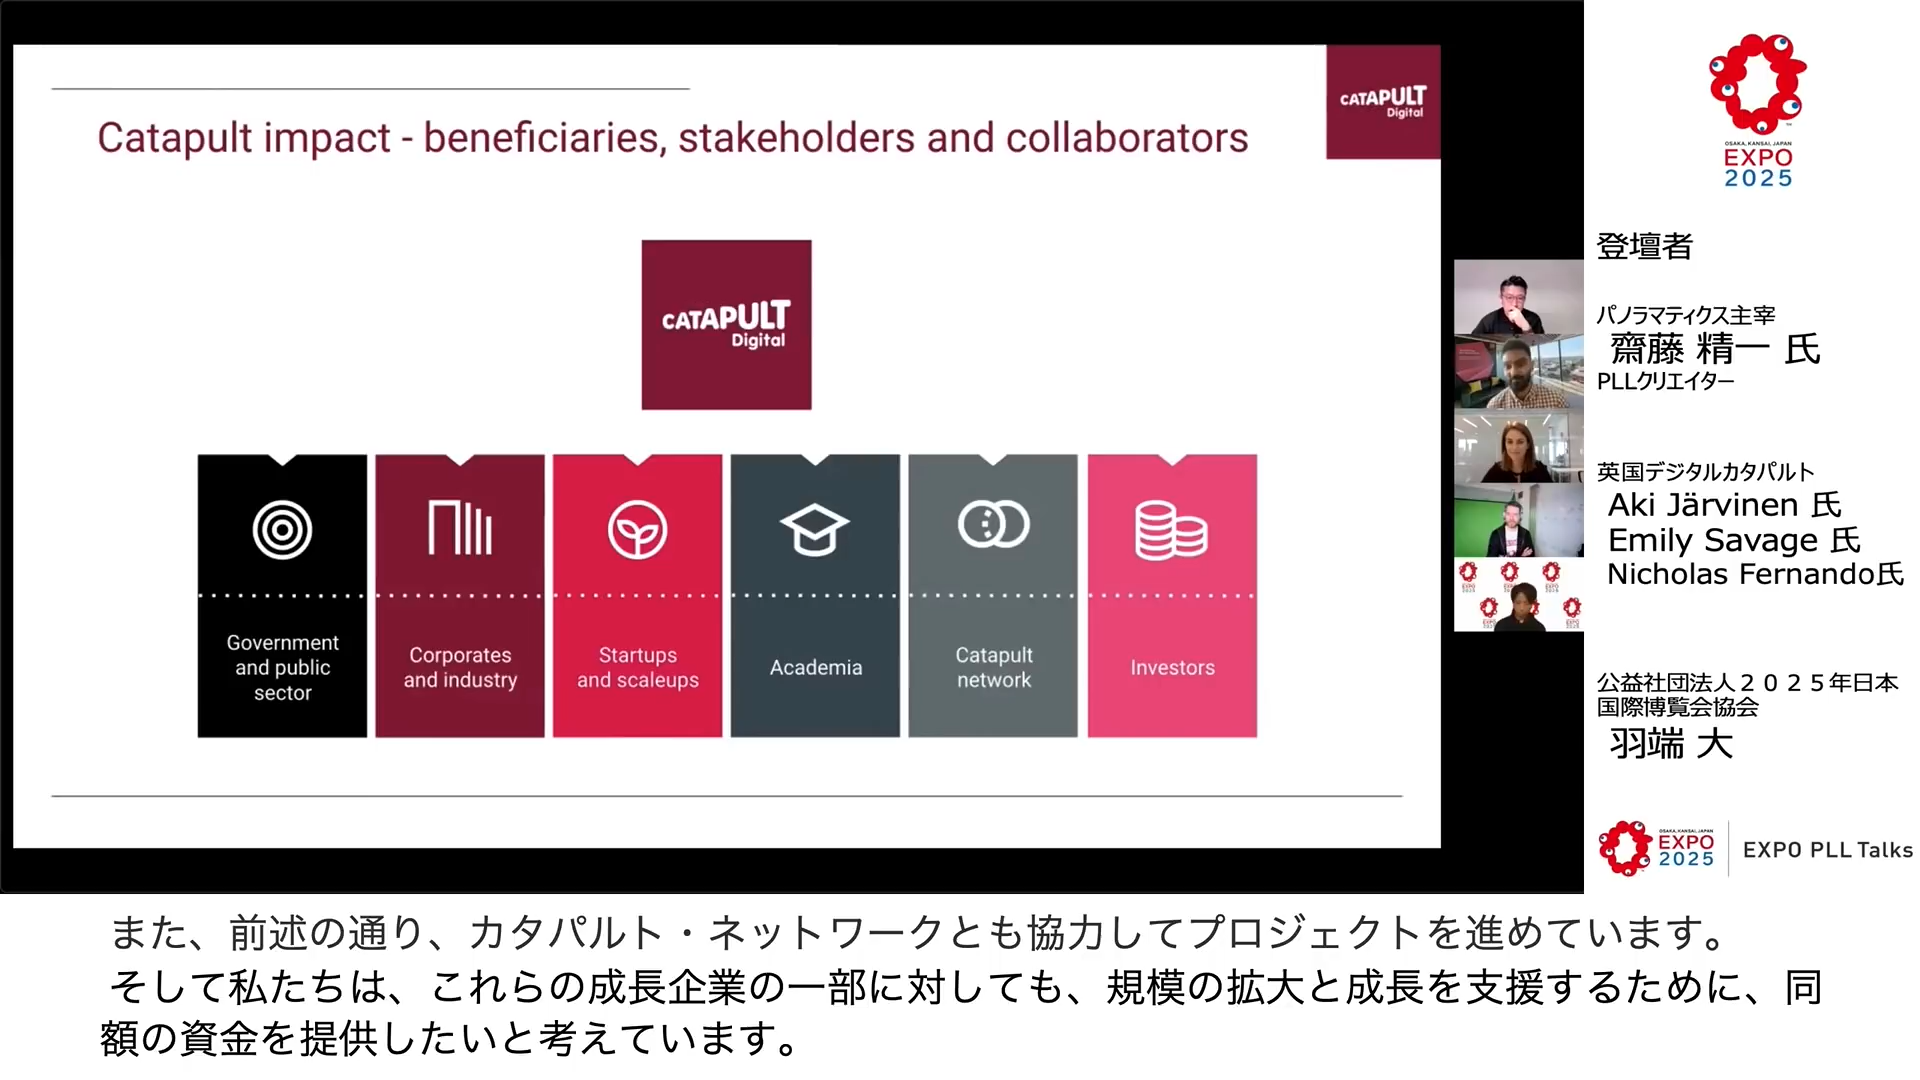 Catapult impact - beneficiaries, stakeholders and collaborators
CATAPULT
Digital
CATAPULT
Digital
Government
and public
sector
Corporates
and industry
Startups
and scaleups
Academia
Catapult
network
Investors
OSAKA, KANSAI, JAPAN
EXPO
2025
登壇者
パノラマティクス主宰
齋藤 精一 氏
PLLクリエイター
英国デジタルカタパルト
Aki Järvinen 氏
Emily Savage 氏
Nicholas Fernando氏
公益社団法人2025年日本
国際博覧会協会
羽端 大
OSAKA, KANSAI, JAPAN
EXPO
2025
EXPO PLL Talks
また、前述の通り、カタパルト・ネットワークとも協力してプロジェクトを進めています。
そして私たちは、これらの成長企業の一部に対しても、規模の拡大と成長を支援するために、同
額の資金を提供したいと考えています。